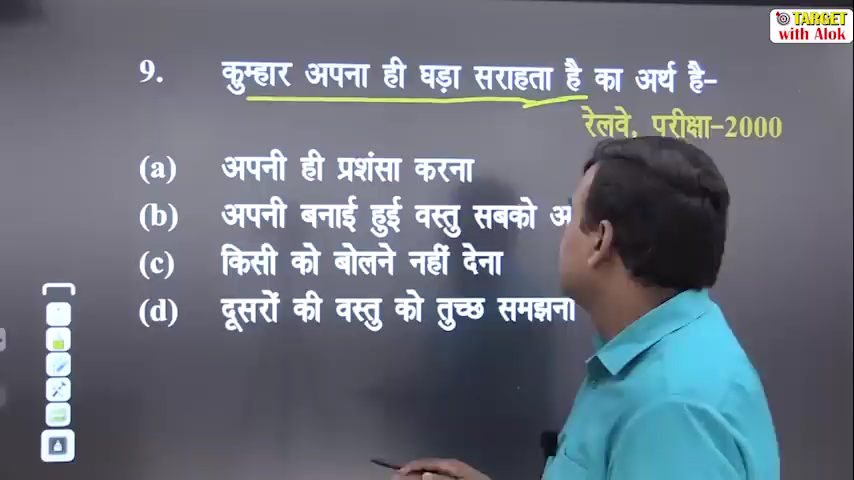 TARGET
with Alok
9. कुम्हार अपना ही घड़ा सराहता है का अर्थ है-
रेलवे, परीक्षा-2000
(a) अपनी ही प्रशंसा करना
(b) अपनी बनाई हुई वस्तु सबको
(c) किसी को बोलने नहीं देना
(d) दूसरों की वस्तु को तुच्छ समझना